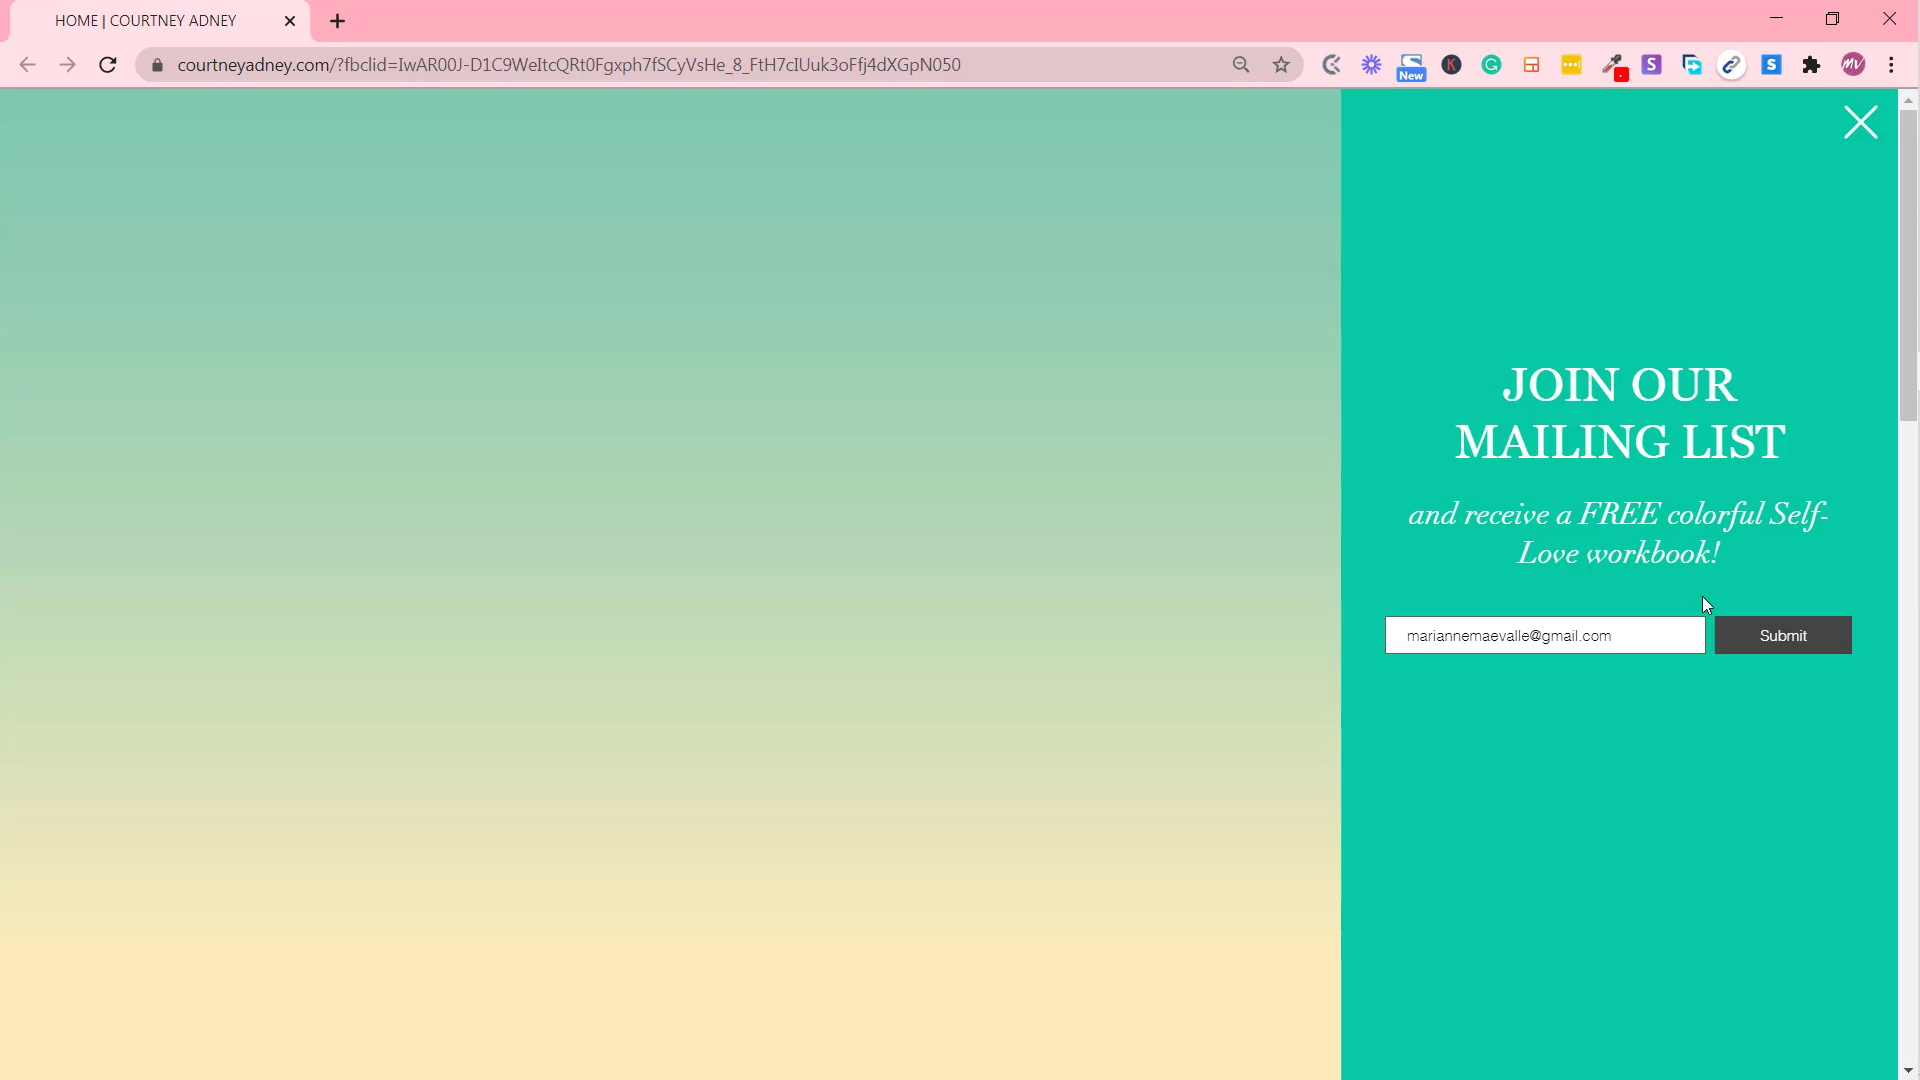 HOME | COURTNEY ADNEY
courtneyadney.com/?fbclid=IwAR00J-D1C9WeItcQRt0Fgxph7fSCyVsHe_8_FtH7cIUuk3oFfj4dXGpN050
New
K
G
S
S
MV
JOIN OUR
MAILING LIST
and receive a FREE colorful Self-
Love workbook!
mariannemaevalle@gmail.com
Submit